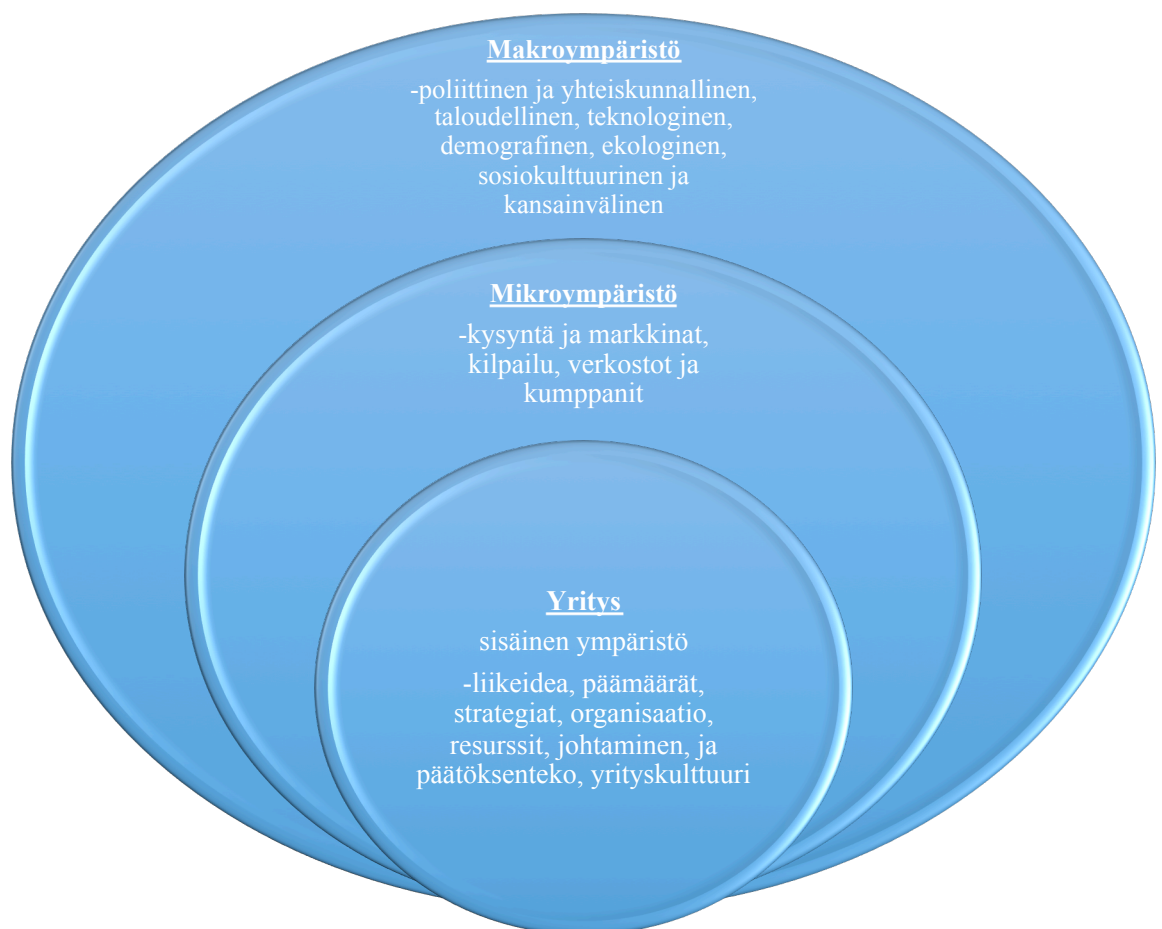 Makroympäristö
-poliittinen ja yhteiskunnallinen,
taloudellinen, teknologinen,
demografinen, ekologinen,
sosiokulttuurinen ja
kansainvälinen
Mikroympäristö
-kysyntä ja markkinat,
kilpailu, verkostot ja
kumppanit
Yritys
sisäinen ympäristö
-liikeidea, päämäärät,
strategiat, organisaatio,
resurssit, johtaminen, ja
päätöksenteko, yrityskulttuuri